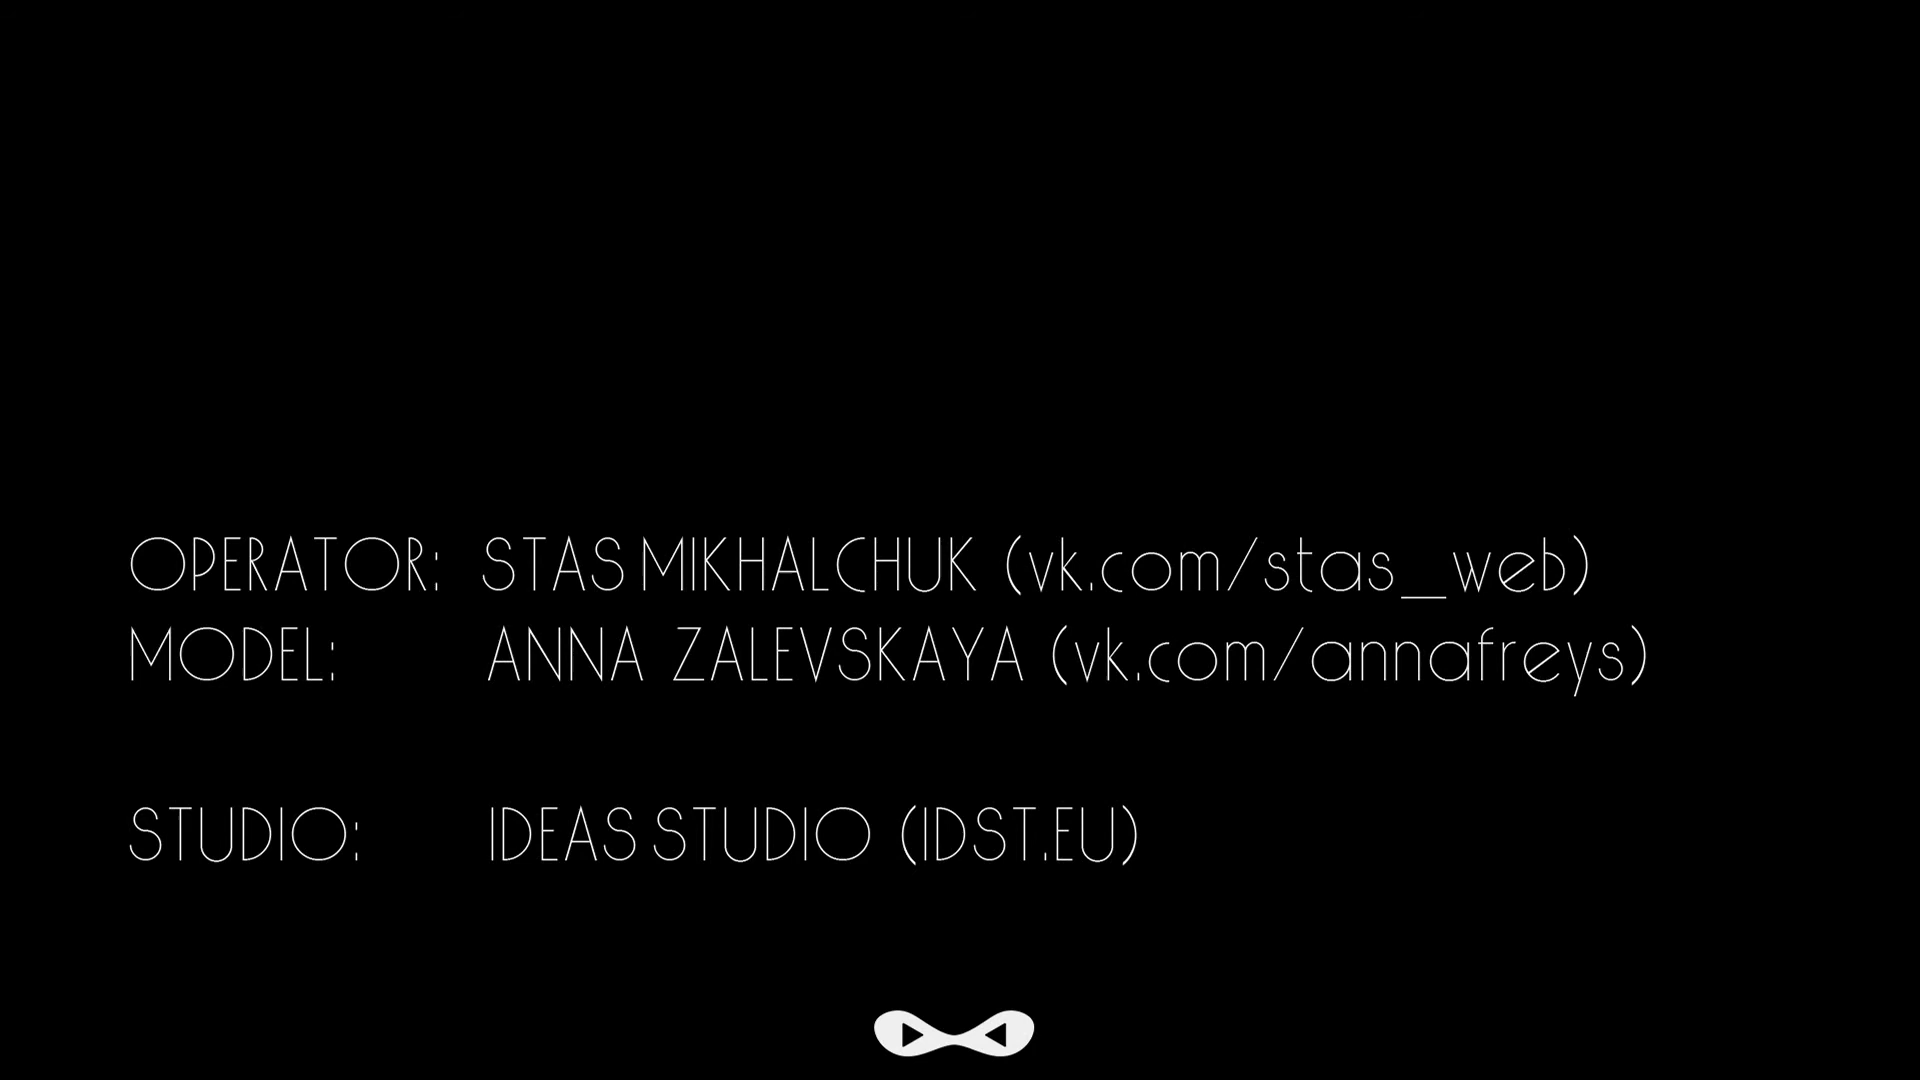 OPERATOR: STAS MIKHALCHUK (vk.com/stas_web)
MODEL: ANNA ZALEVSKAYA (vk.com/annafreys)
STUDIO: IDEAS STUDIO (IDST.EU)